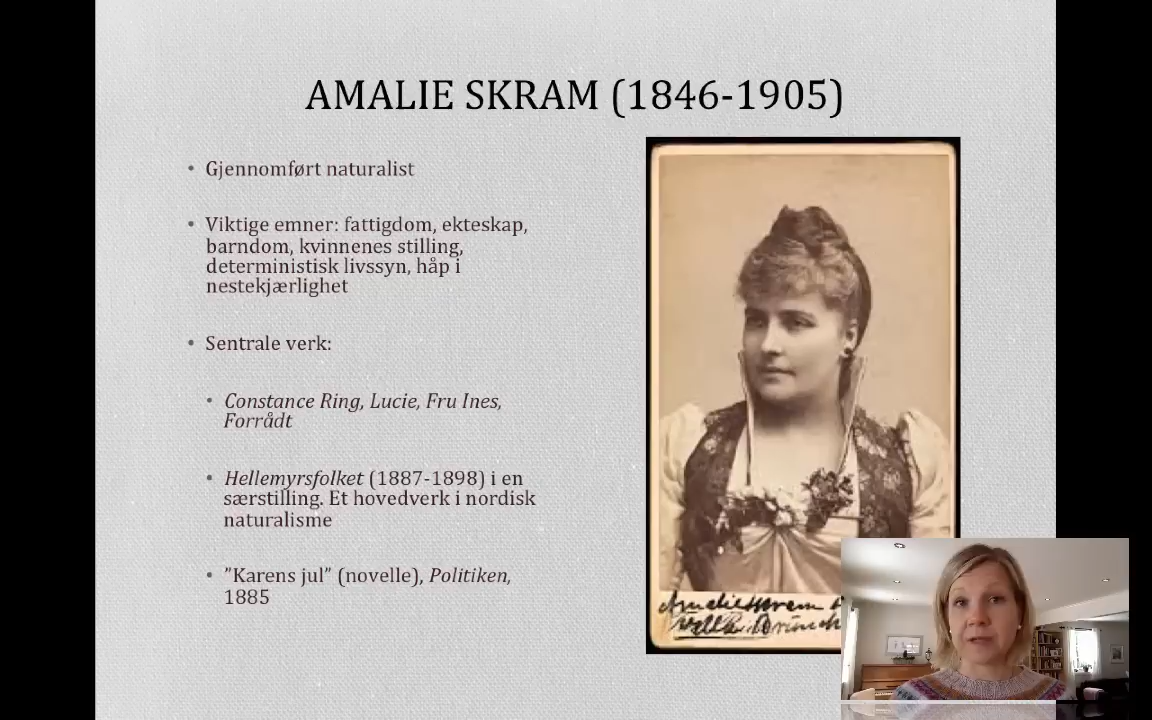 AMALIE SKRAM (1846-1905)
• Gjennomført naturalist
• Viktige emner: fattigdom, ekteskap,
barndom, kvinnenes stilling,
deterministisk livssyn, håp i
nestekjærlighet
• Sentrale verk:
• Constance Ring, Lucie, Fru Ines,
Forrådt
• Hellemyrsfolket (1887-1898) i en
særstilling. Et hovedverk i nordisk
naturalisme
• ”Karens jul” (novelle), Politiken,
1885
Amalie Skram